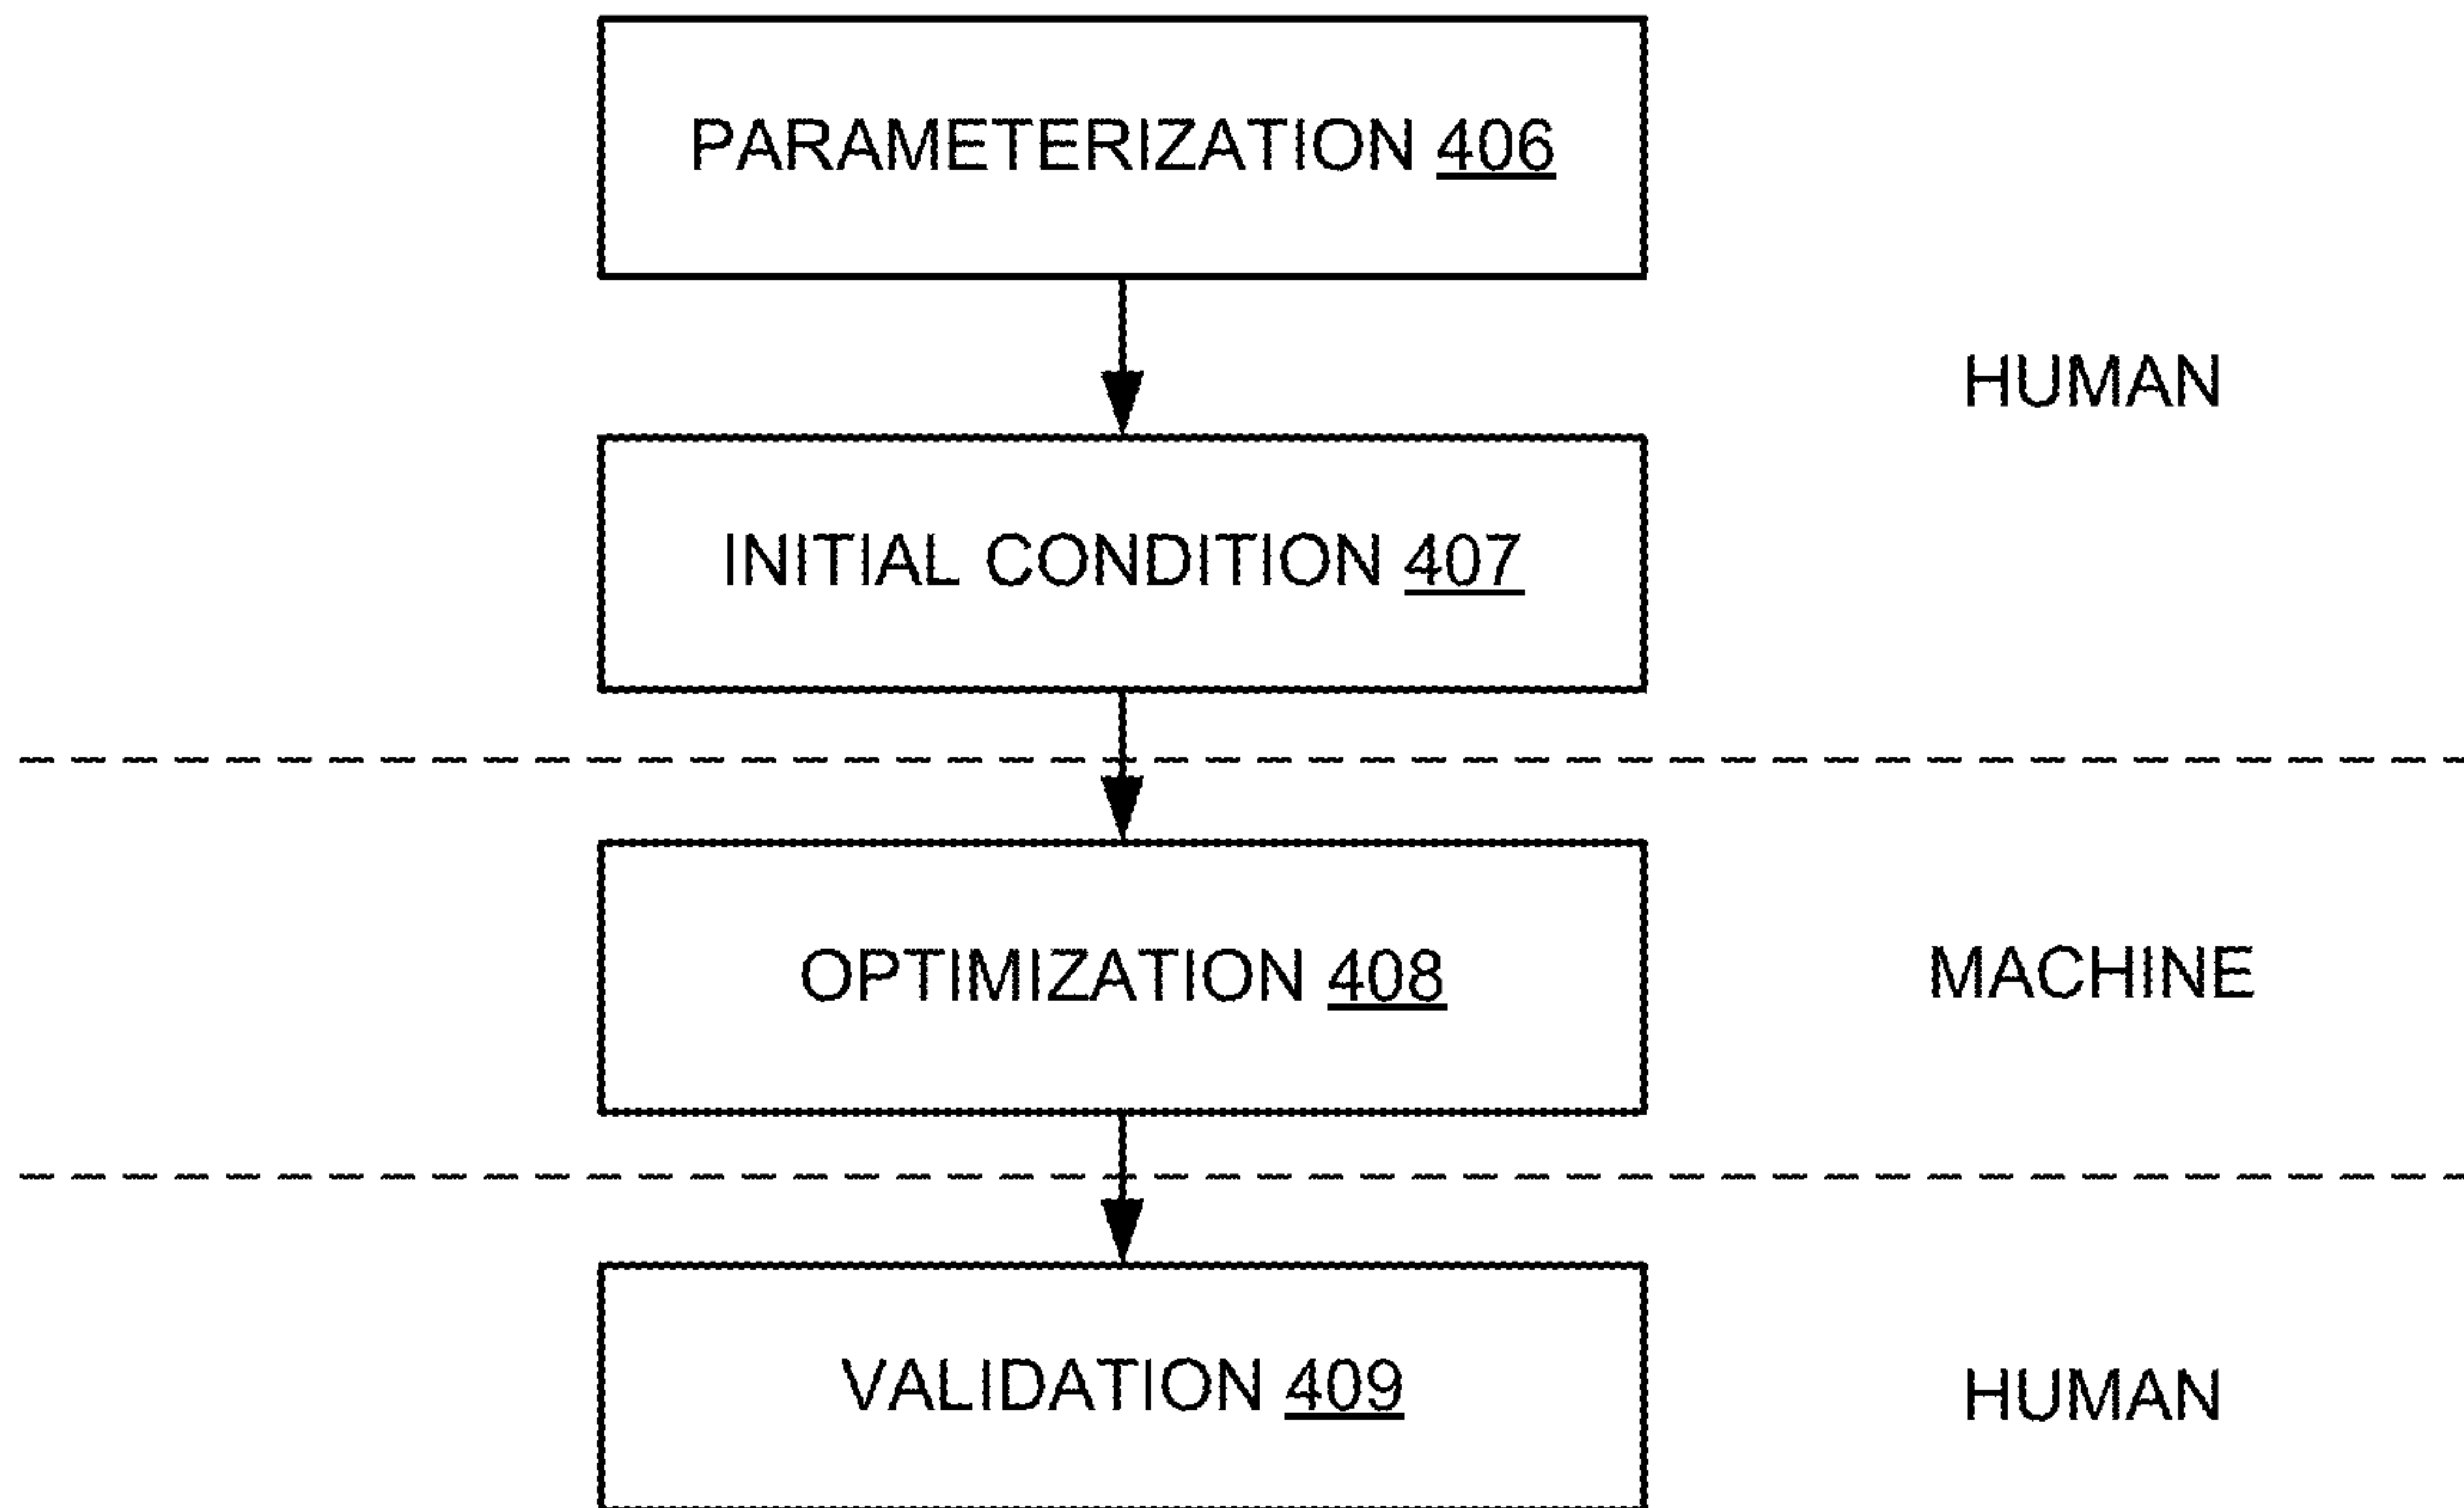 PARAMETERIZATION 406
HUMAN
INITIAL CONDITION 407
OPTIMIZATION 408
MACHINE
VALIDATION 409
HUMAN